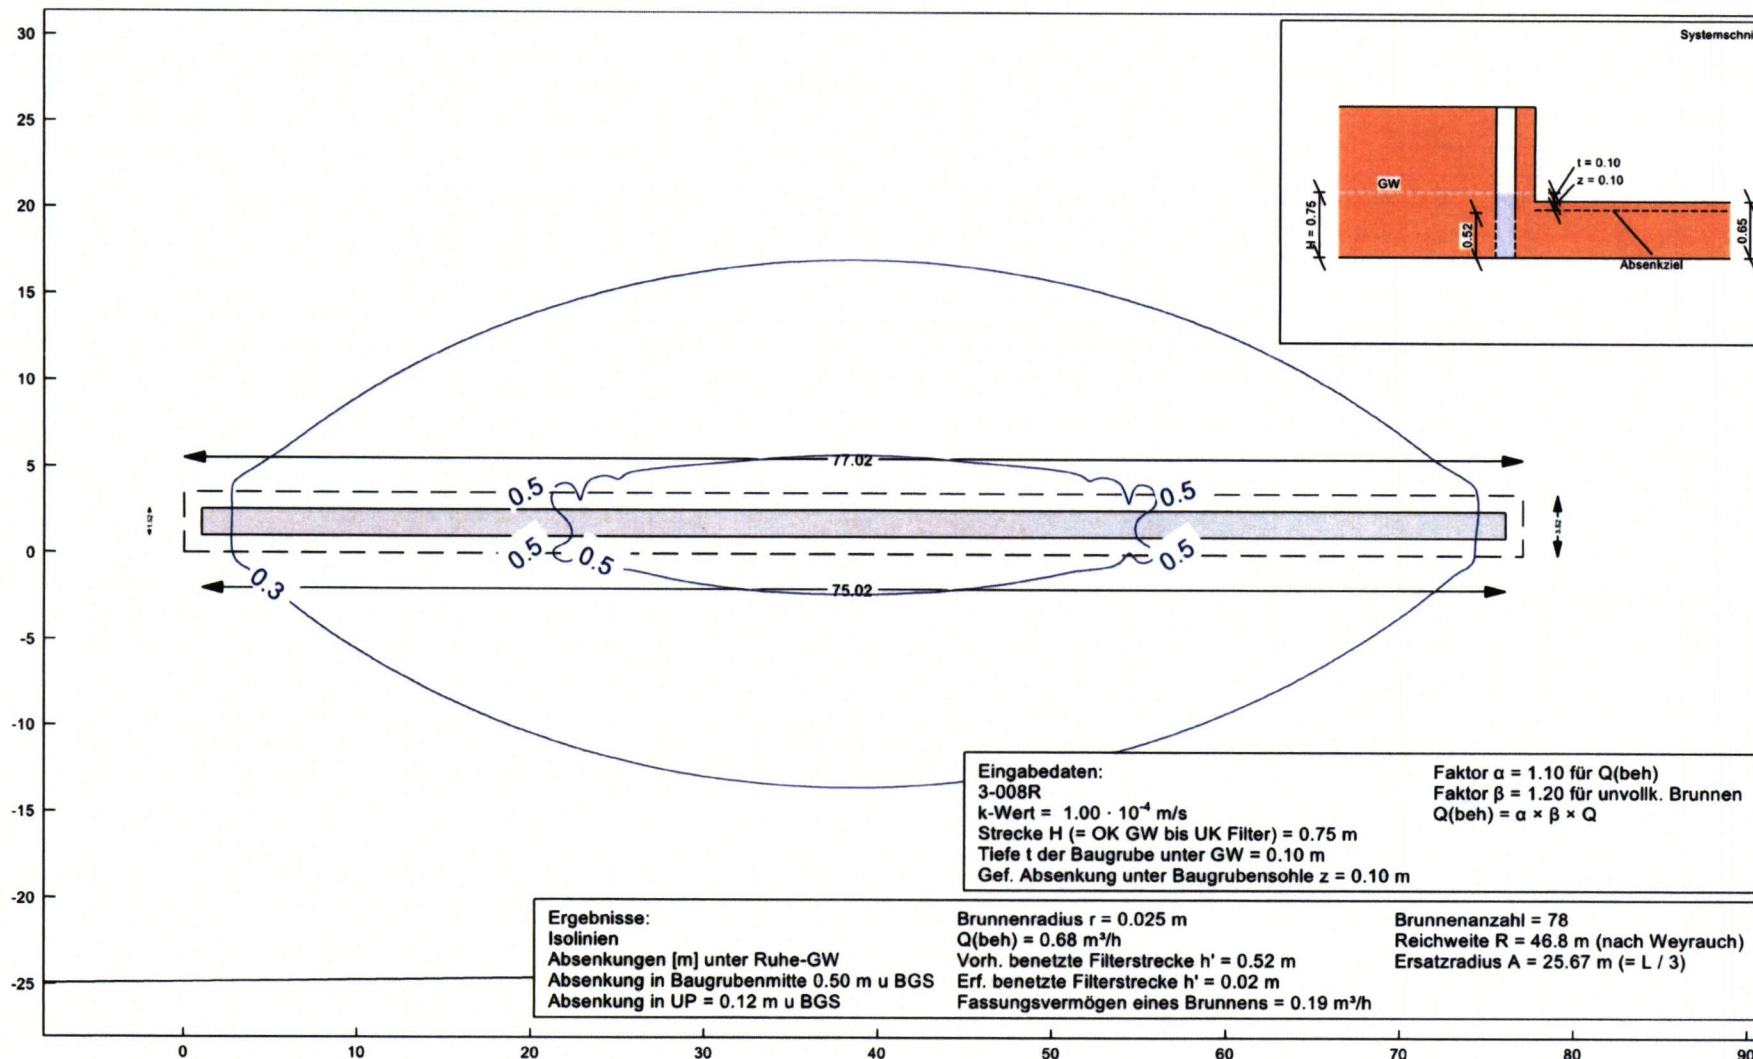 30
25
20
15
10
5
0
-5
-10
-15
-20
-25
0
10
20
30
40
50
60
70
80
90
Systemschni
GW
H = 0.75
0.52
t = 0.10
z = 0.10
0.65
Absenkziel
77.02
0.5
0.5
1.52
3.52
0.5
0.5
0.5
0.3
75.02
Eingabedaten:
3-008R
k-Wert = 1.00 · 10⁻⁴ m/s
Strecke H (= OK GW bis UK Filter) = 0.75 m
Tiefe t der Baugrube unter GW = 0.10 m
Gef. Absenkung unter Baugrubensohle z = 0.10 m
Faktor α = 1.10 für Q(beh)
Faktor β = 1.20 für unvollk. Brunnen
Q(beh) = α × β × Q
Ergebnisse:
Isolinien
Absenkungen [m] unter Ruhe-GW
Absenkung in Baugrubenmitte 0.50 m u BGS
Absenkung in UP = 0.12 m u BGS
Brunnenradius r = 0.025 m
Q(beh) = 0.68 m³/h
Vorh. benetzte Filterstrecke h' = 0.52 m
Erf. benetzte Filterstrecke h' = 0.02 m
Fassungsvermögen eines Brunnens = 0.19 m³/h
Brunnenanzahl = 78
Reichweite R = 46.8 m (nach Weyrauch)
Ersatzradius A = 25.67 m (= L / 3)